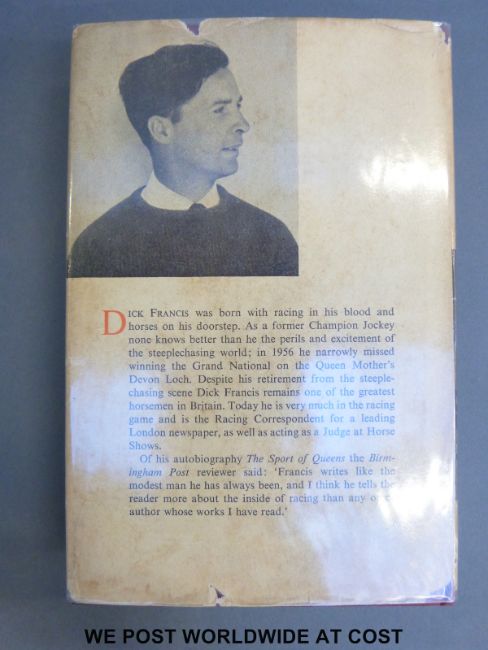 DICK FRANCIS was born with racing in his blood and
horses on his doorstep. As a former Champion Jockey
none knows better than he the perils and excitement of
the steeplechasing world; in 1956 he narrowly missed
winning the Grand National on the Queen Mother's
Devon Loch. Despite his retirement from the steeple-
chasing scene Dick Francis remains one of the greatest
horsemen in Britain. Today he is very much in the racing
game and is the Racing Correspondent for a leading
London newspaper, as well as acting as a Judge at Horse
Shows.
Of his autobiography The Sport of Queens the Birm-
ingham Post reviewer said: 'Francis writes like the
modest man he has always been, and I think he tells the
reader more about the inside of racing than any
author whose works I have read.'
WE POST WORLDWIDE AT COST